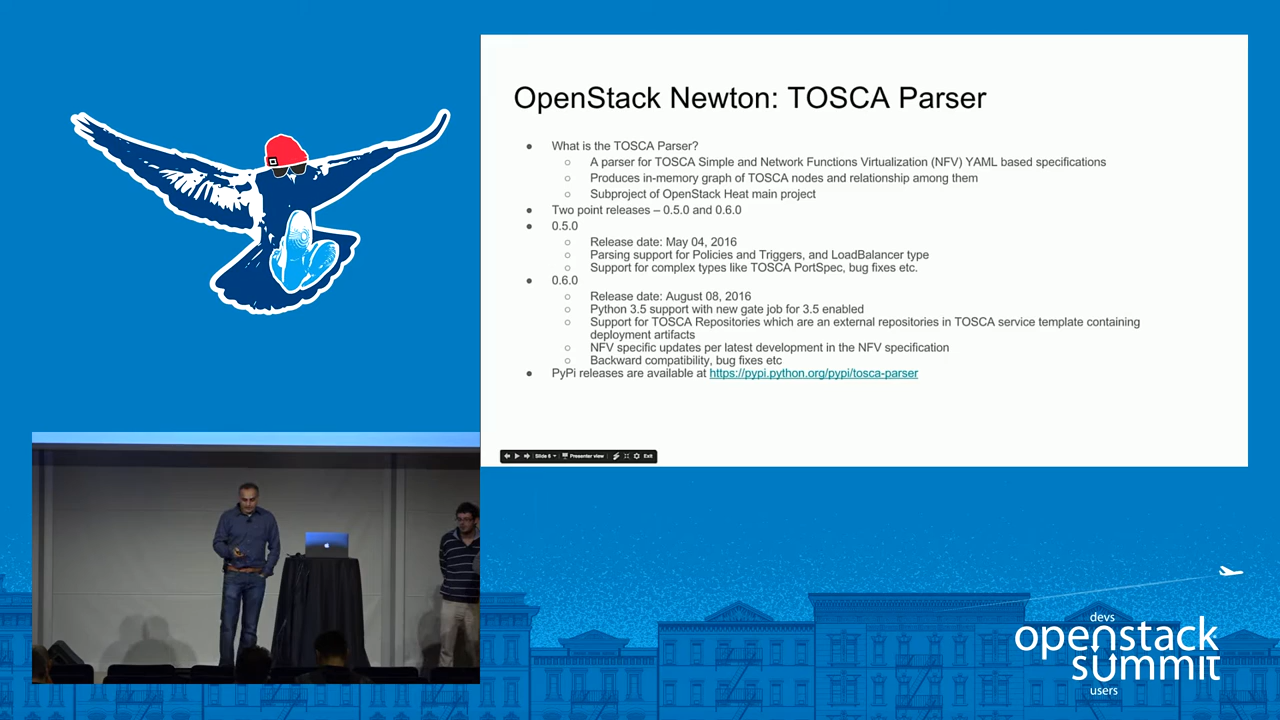 OpenStack Newton: TOSCA Parser
● What is the TOSCA Parser?
○ A parser for TOSCA Simple and Network Functions Virtualization (NFV) YAML based specifications
○ Produces in-memory graph of TOSCA nodes and relationship among them
○ Subproject of OpenStack Heat main project
● Two point releases – 0.5.0 and 0.6.0
● 0.5.0
○ Release date: May 04, 2016
○ Parsing support for Policies and Triggers, and LoadBalancer type
○ Support for complex types like TOSCA PortSpec, bug fixes etc.
● 0.6.0
○ Release date: August 08, 2016
○ Python 3.5 support with new gate job for 3.5 enabled
○ Support for TOSCA Repositories which are an external repositories in TOSCA service template containing
deployment artifacts
○ NFV specific updates per latest development in the NFV specification
○ Backward compatibility, bug fixes etc
● PyPi releases are available at https://pypi.python.org/pypi/tosca-parser
Slide 6 Presenter view Exit
devs
openstack
summit
users